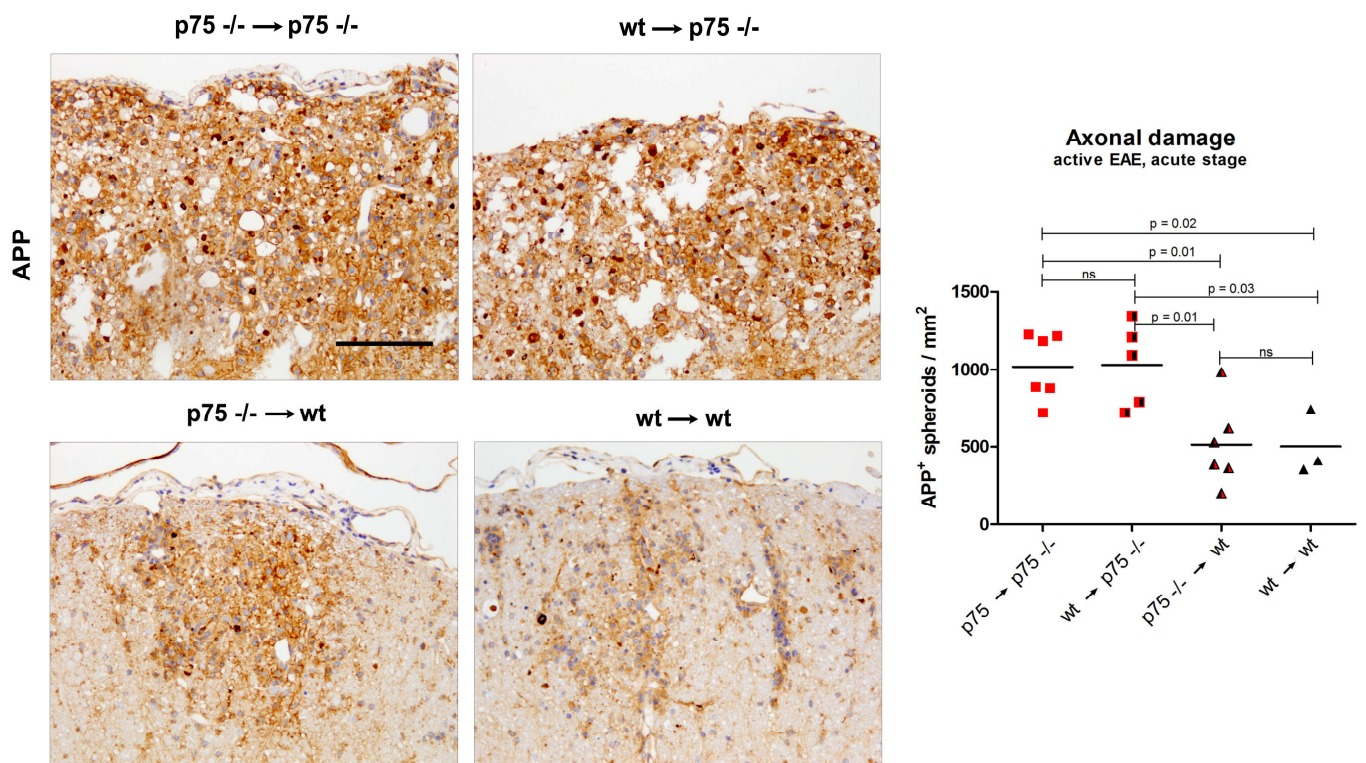 p75 -/- → p75 -/-
wt → p75 -/-
APP
p75 -/- → wt
wt → wt
Axonal damage
active EAE, acute stage
p = 0.02
p = 0.01
ns
p = 0.03
p = 0.01
ns
APP⁺ spheroids / mm²
1500
1000
500
0
p75 → p75 -/-
wt → p75 -/-
p75 -/- → wt
wt → wt